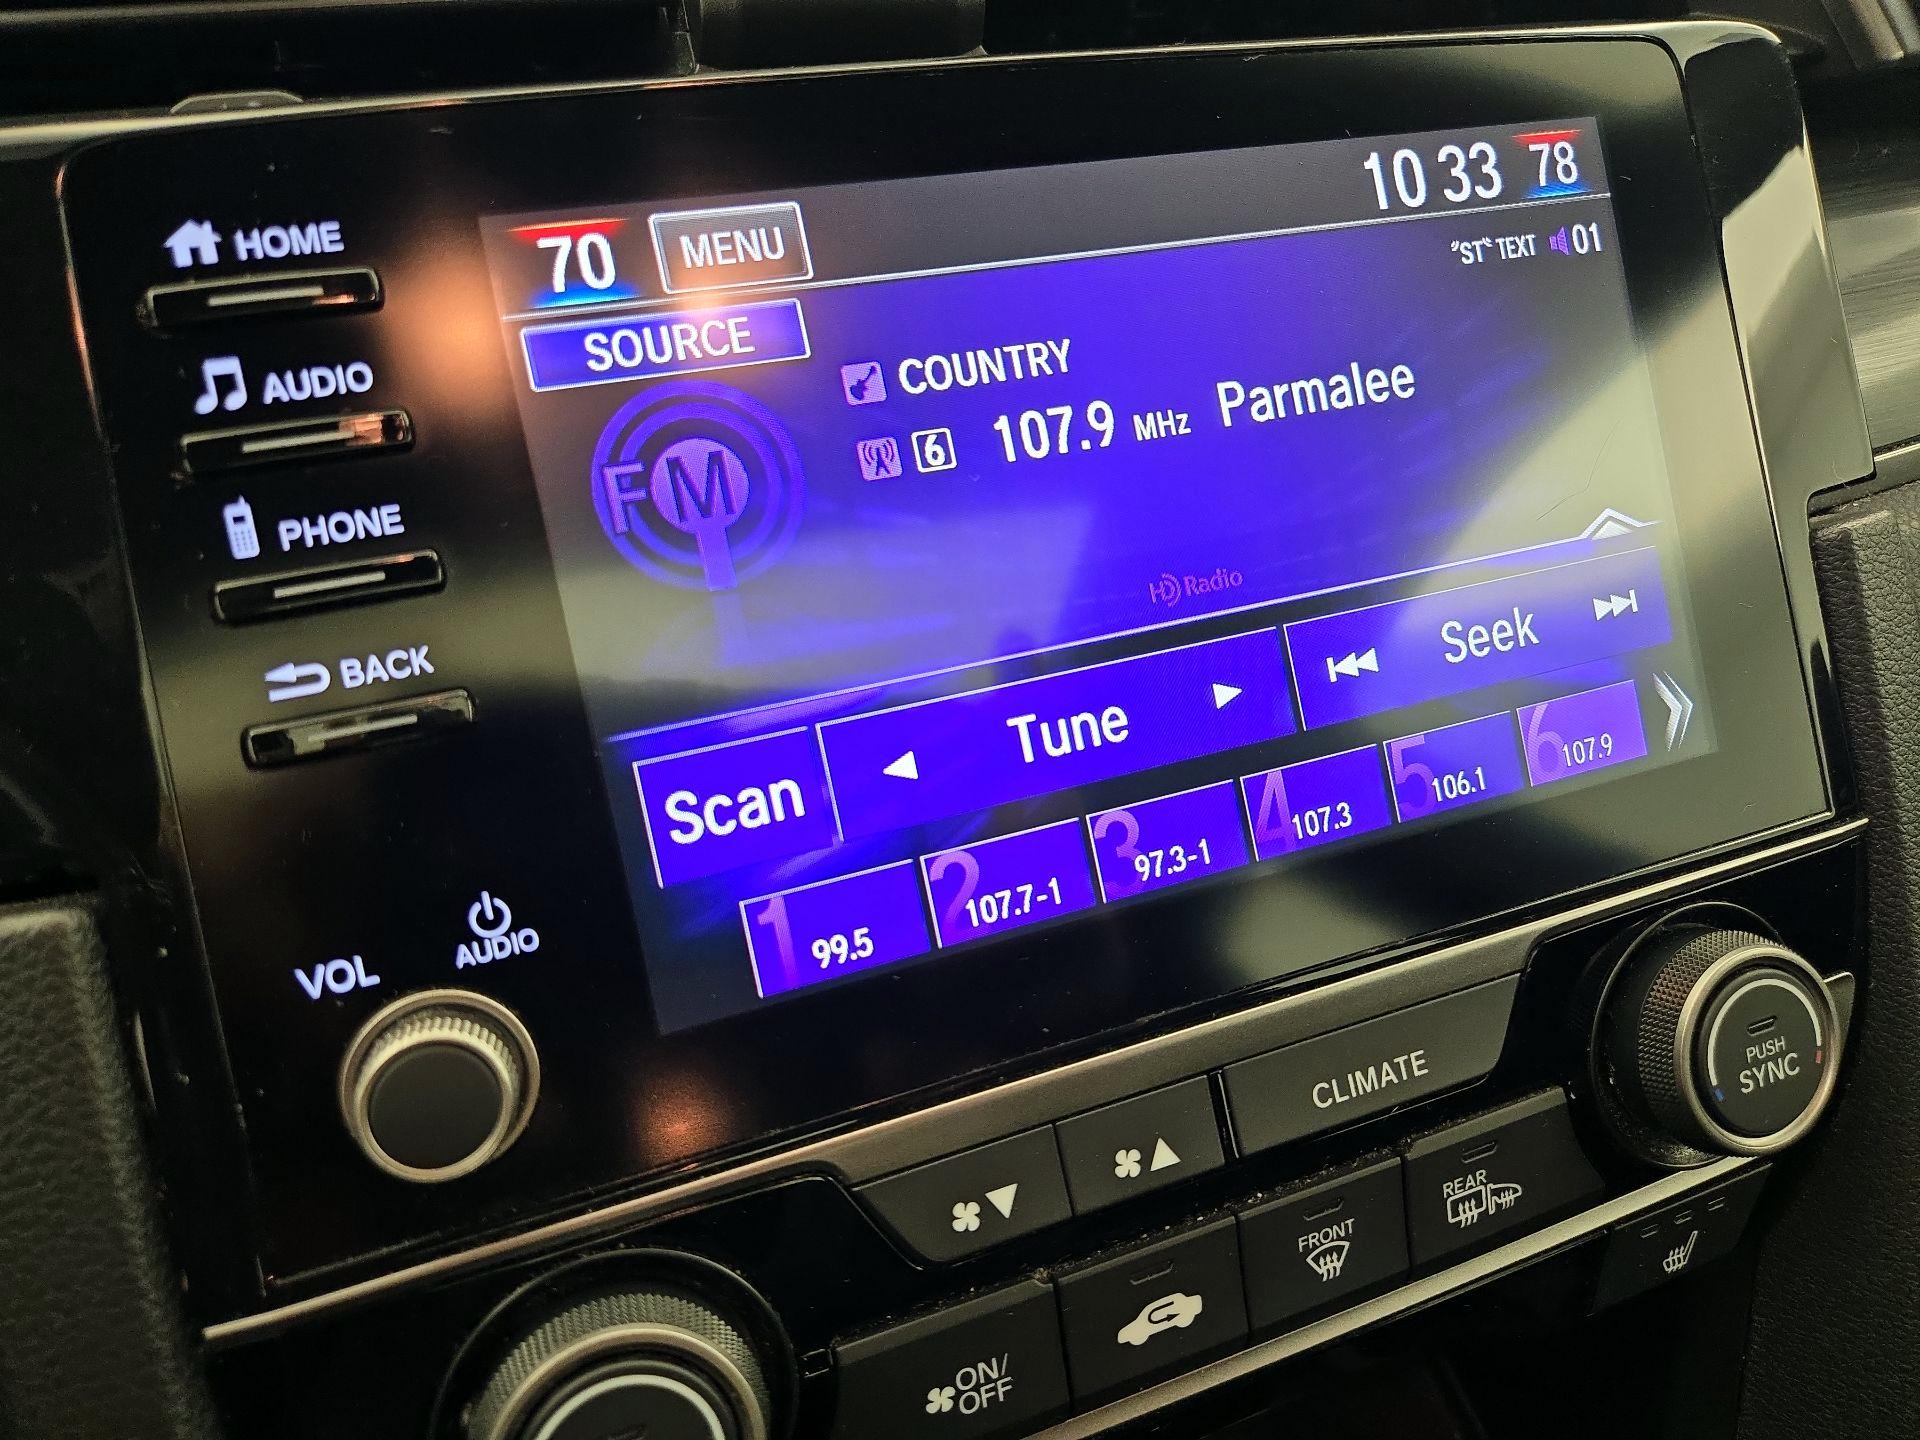 HOME
AUDIO
PHONE
BACK
VOL
AUDIO
70 MENU 10 33 78
"ST" TEXT 01
SOURCE
COUNTRY
FM
6 107.9 MHz Parmalee
HD Radio
Scan Tune Seek
1 99.5
2 107.7-1
3 97.3-1
4 107.3
5 106.1
6 107.9
CLIMATE
PUSH
SYNC
ON/
OFF
FRONT
REAR